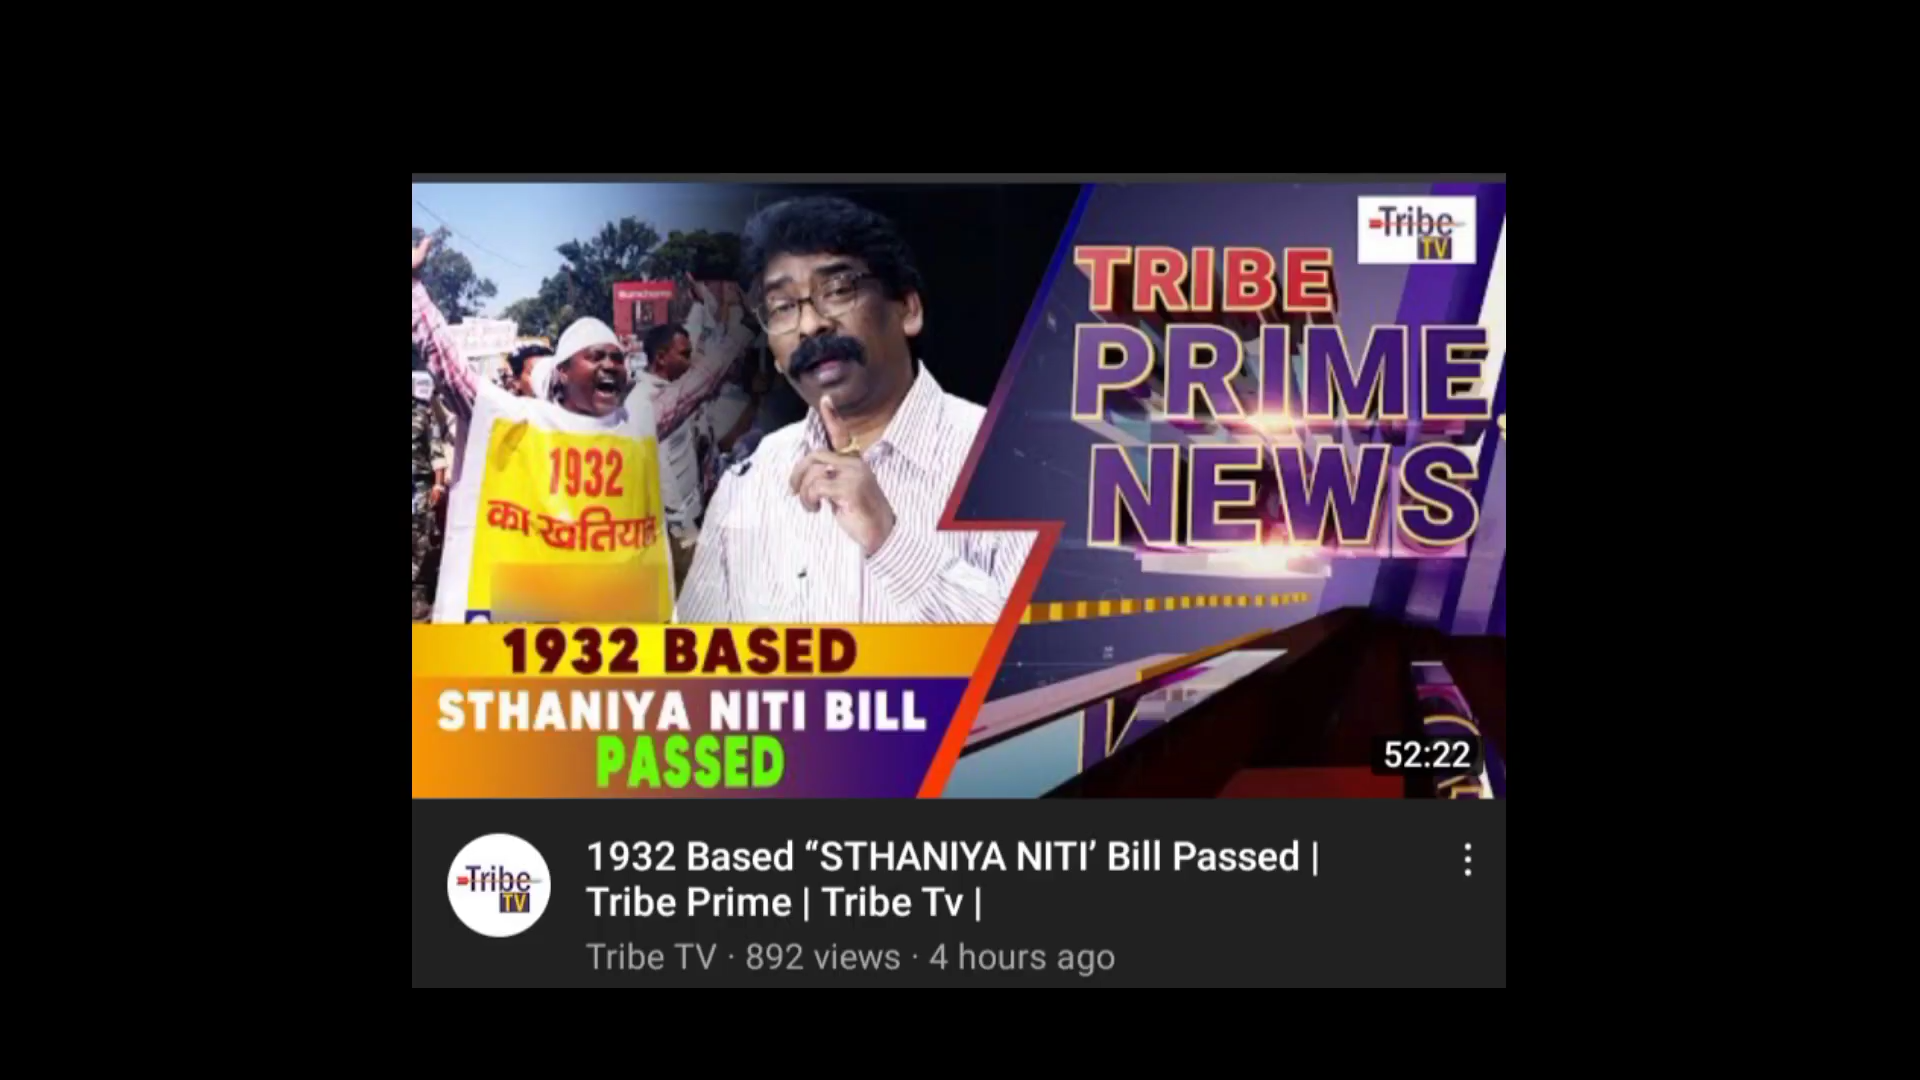 Tribe
TV
TRIBE
PRIME
NEWS
1932
का खतियान
1932 BASED
STHANIYA NITI BILL
PASSED
52:22
Tribe
TV
1932 Based “STHANIYA NITI’ Bill Passed |
Tribe Prime | Tribe Tv |
Tribe TV · 892 views · 4 hours ago